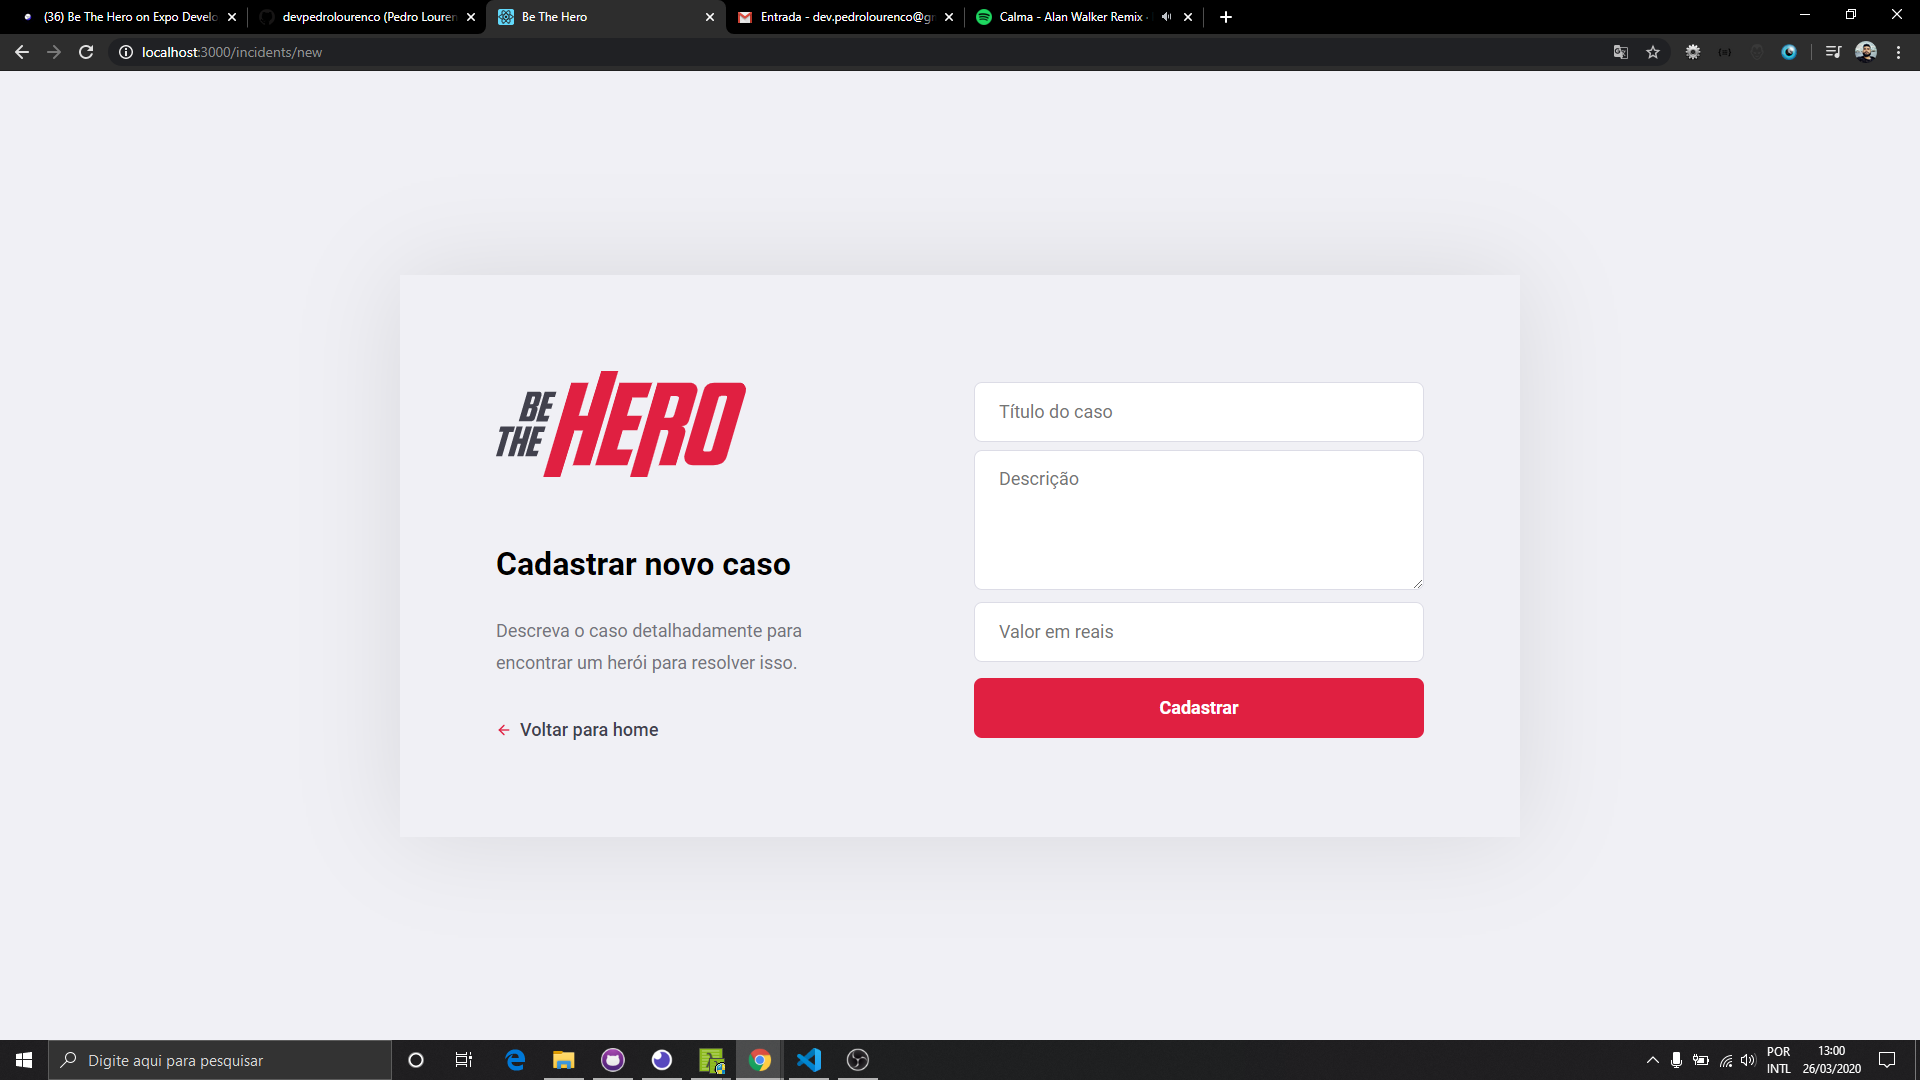 (36) Be The Hero on Expo Develo
devpedrolourenco (Pedro Louren
Be The Hero
Entrada - dev.pedrolourenco@gr
Calma - Alan Walker Remix
localhost:3000/incidents/new
BE THE HERO
Cadastrar novo caso
Descreva o caso detalhadamente para
encontrar um herói para resolver isso.
Voltar para home
Título do caso
Descrição
Valor em reais
Cadastrar
Digite aqui para pesquisar
POR
INTL
13:00
26/03/2020